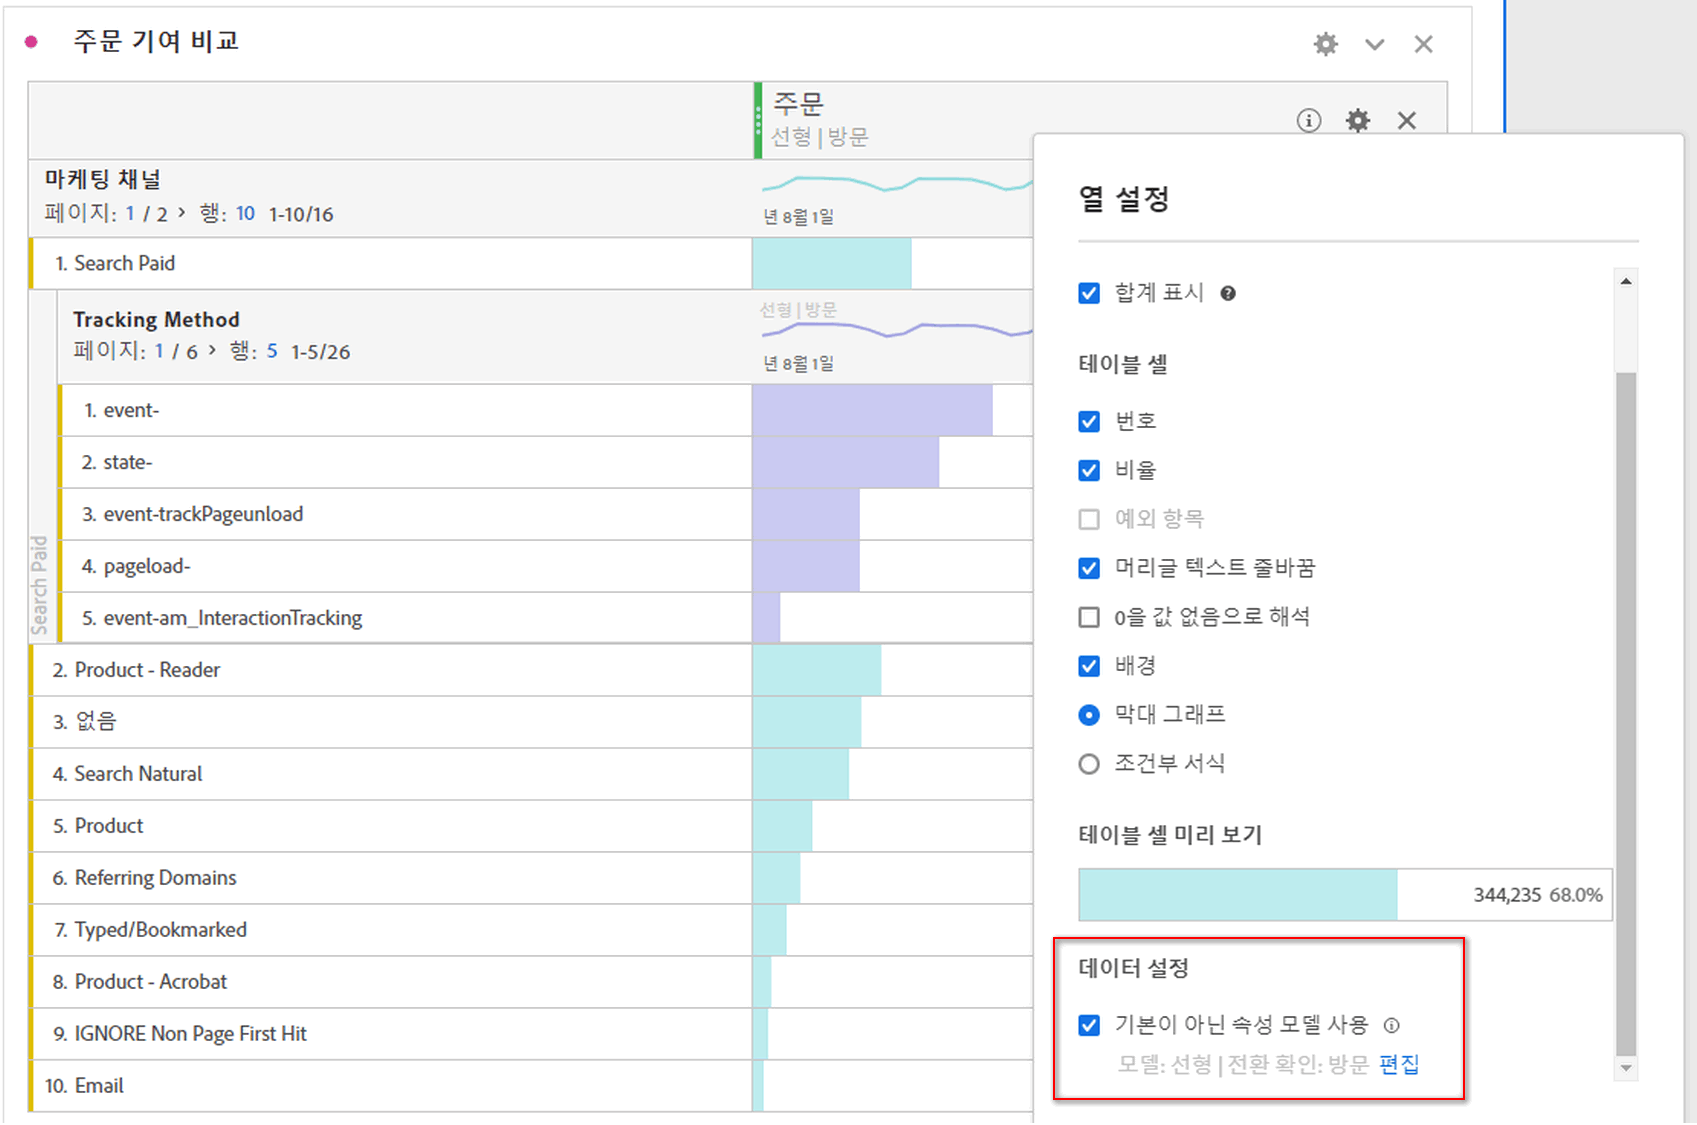 주문 기여 비교
주문
선형 | 방문
마케팅 채널
페이지: 1 / 2 > 행: 10 1-10/16
년 8월 1일
1. Search Paid
Tracking Method
페이지: 1 / 6 > 행: 5 1-5/26
선형 | 방문
년 8월 1일
Search Paid
1. event-
2. state-
3. event-trackPageunload
4. pageload-
5. event-am_InteractionTracking
2. Product - Reader
3. 없음
4. Search Natural
5. Product
6. Referring Domains
7. Typed/Bookmarked
8. Product - Acrobat
9. IGNORE Non Page First Hit
10. Email
열 설정
합계 표시
테이블 셀
번호
비율
예외 항목
머리글 텍스트 줄바꿈
0을 값 없음으로 해석
배경
막대 그래프
조건부 서식
테이블 셀 미리 보기
344,235 68.0%
데이터 설정
기본이 아닌 속성 모델 사용
모델: 선형 | 전환 확인: 방문 편집